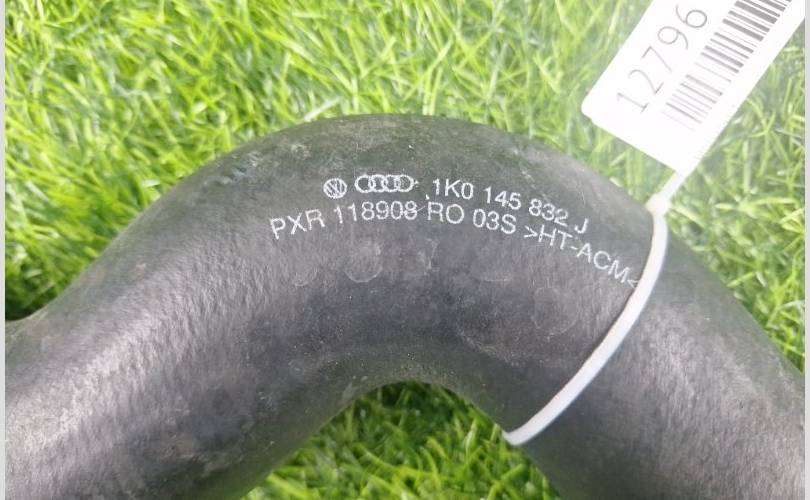 12796
1K0 145 832 J
PXR 118908 RO 03S >HT-ACM<